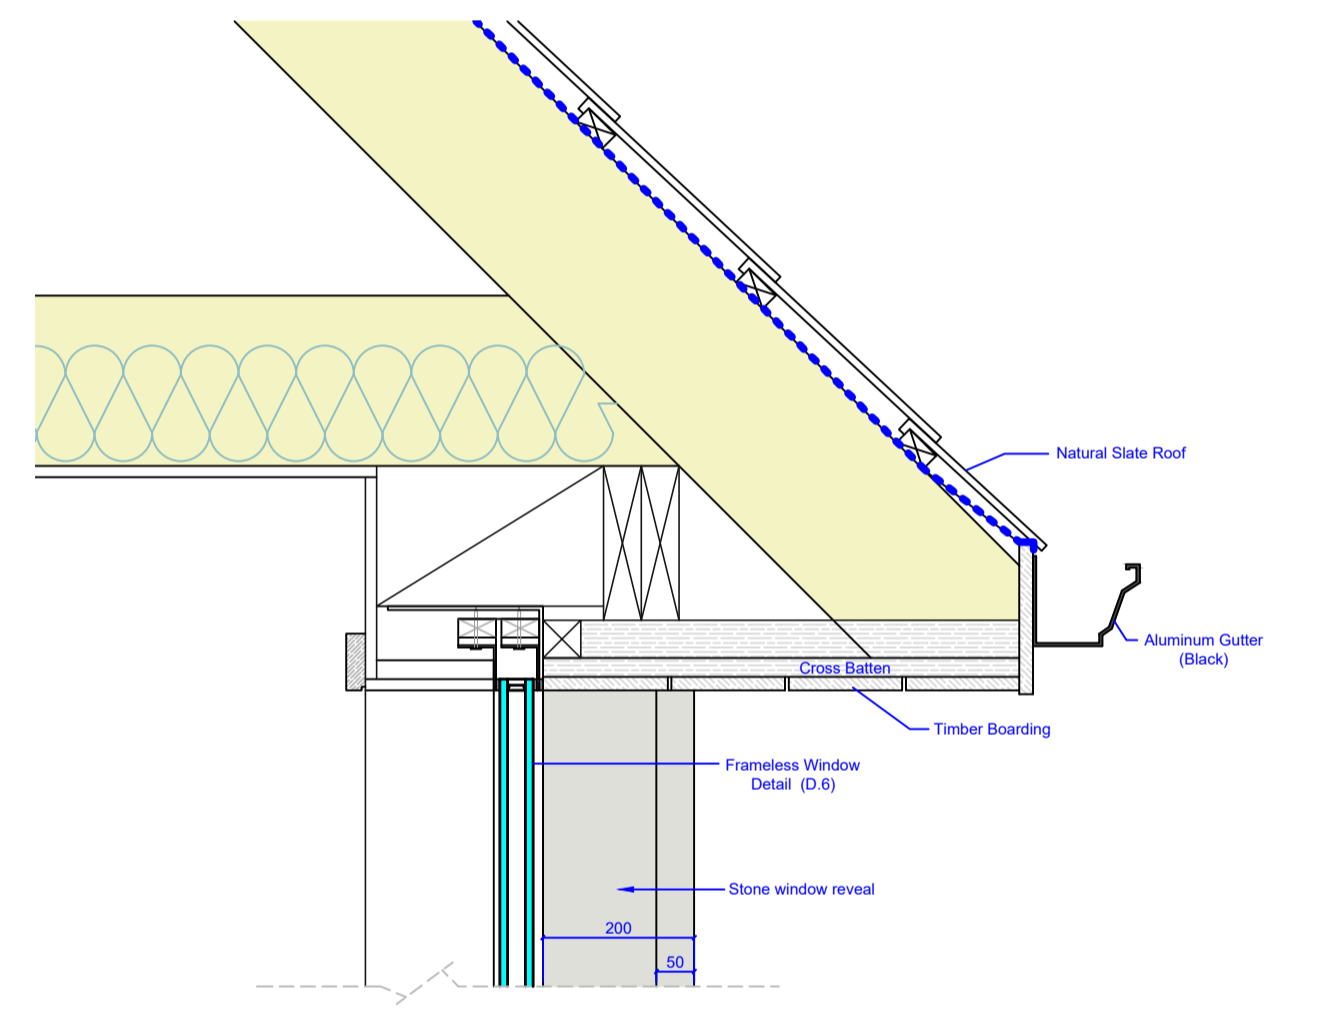 Natural Slate Roof
Aluminum Gutter
(Black)
Cross Batten
Timber Boarding
Frameless Window
Detail (D.6)
Stone window reveal
200
50